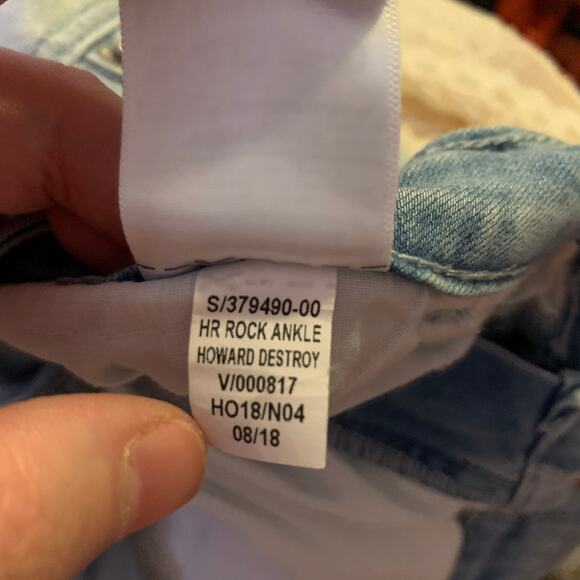 S/379490-00
HR ROCK ANKLE
HOWARD DESTROY
V/000817
HO18/N04
08/18